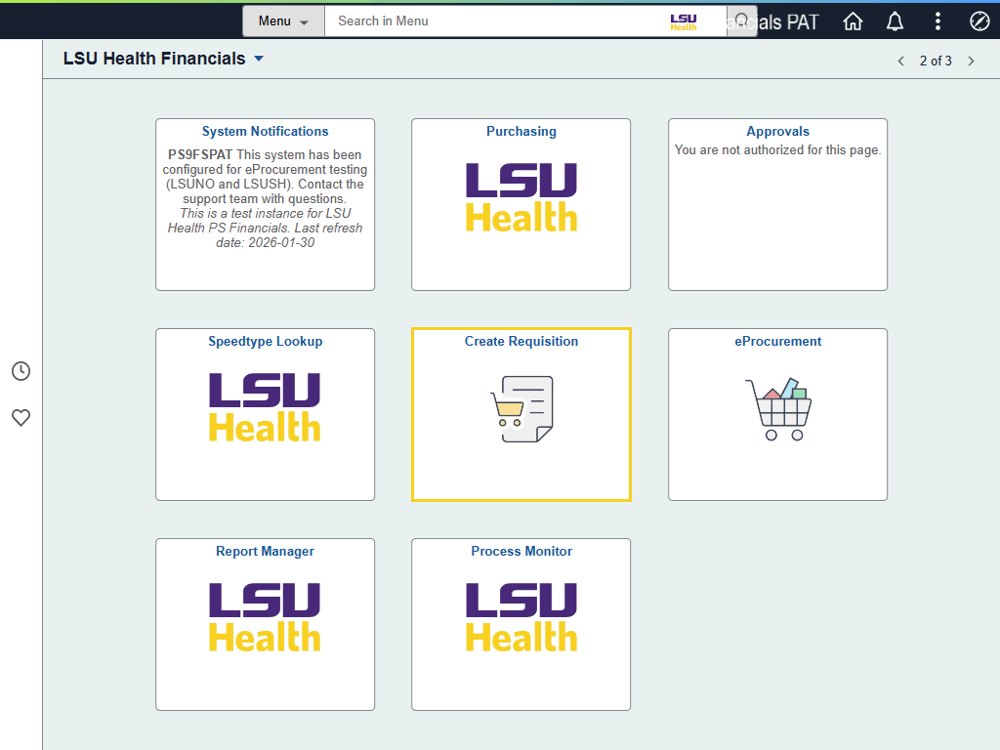 Menu
Search in Menu
LSU
Health
ancials PAT
LSU Health Financials
2 of 3
System Notifications
PS9FSPAT This system has been
configured for eProcurement testing
(LSUNO and LSUSH). Contact the
support team with questions.
This is a test instance for LSU
Health PS Financials. Last refresh
date: 2026-01-30
Purchasing
LSU
Health
Approvals
You are not authorized for this page.
Speedtype Lookup
LSU
Health
Create Requisition
eProcurement
Report Manager
LSU
Health
Process Monitor
LSU
Health